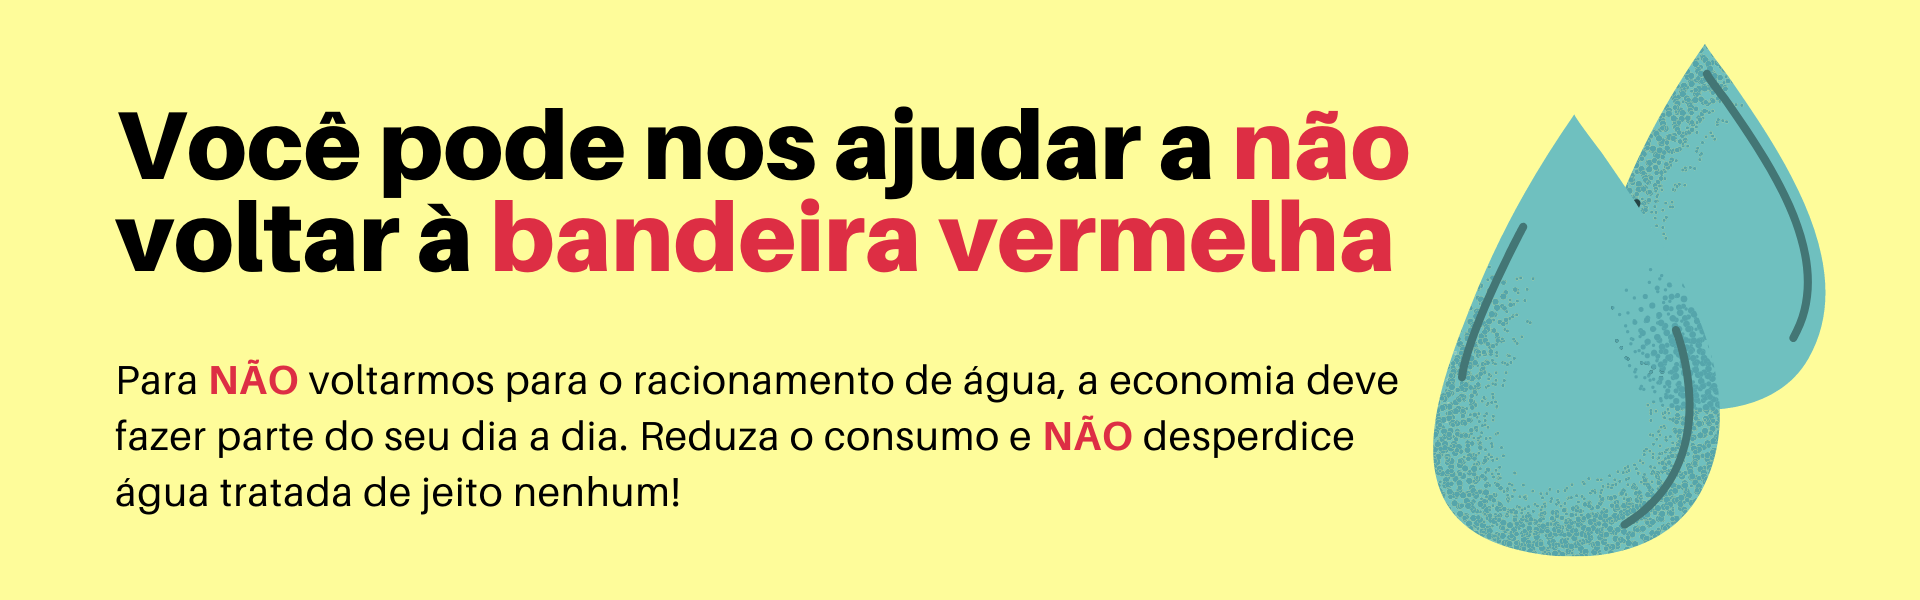 Você pode nos ajudar a não
voltar à bandeira vermelha
Para NÃO voltarmos para o racionamento de água, a economia deve
fazer parte do seu dia a dia. Reduza o consumo e NÃO desperdice
água tratada de jeito nenhum!